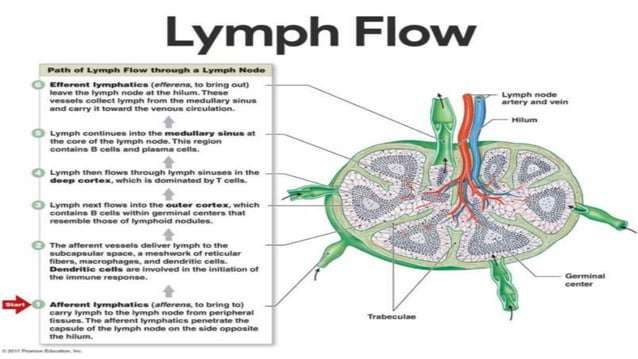 Lymph Flow
Path of Lymph Flow through a Lymph Node
6 Efferent lymphatics (efferens, to bring out)
leave the lymph node at the hilum. These
vessels collect lymph from the medullary sinus
and carry it toward the venous circulation.
5 Lymph continues into the medullary sinus at
the core of the lymph node. This region
contains B cells and plasma cells.
4 Lymph then flows through lymph sinuses in the
deep cortex, which is dominated by T cells.
3 Lymph next flows into the outer cortex, which
contains B cells within germinal centers that
resemble those of lymphoid nodules.
2 The afferent vessels deliver lymph to the
subcapsular space, a meshwork of reticular
fibers, macrophages, and dendritic cells.
Dendritic cells are involved in the initiation of
the immune response.
Start 1 Afferent lymphatics (afferens, to bring to)
carry lymph to the lymph node from peripheral
tissues. The afferent lymphatics penetrate the
capsule of the lymph node on the side opposite
the hilum.
Lymph node
artery and vein
Hilum
Germinal
center
Trabeculae
© 2011 Pearson Education, Inc.